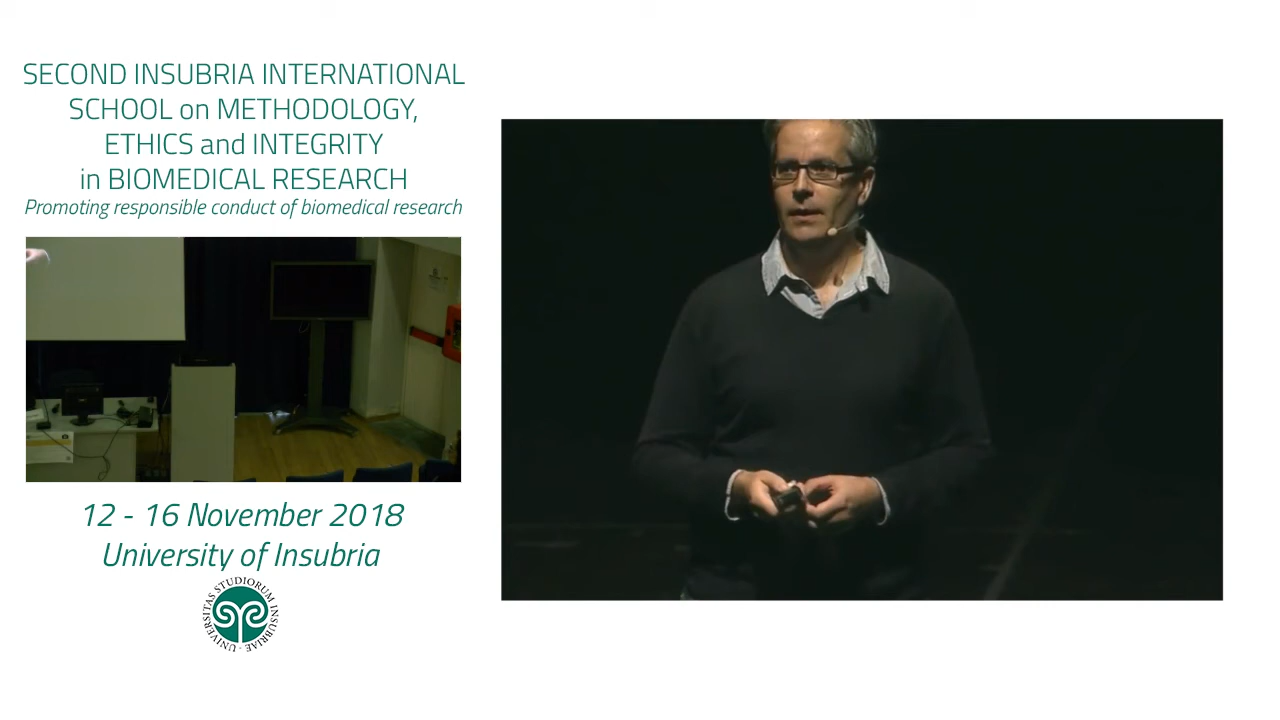 SECOND INSUBRIA INTERNATIONAL
SCHOOL on METHODOLOGY,
ETHICS and INTEGRITY
in BIOMEDICAL RESEARCH
Promoting responsible conduct of biomedical research
12 - 16 November 2018
University of Insubria
UNIVERSITAS STUDIORUM INSUBRIAE